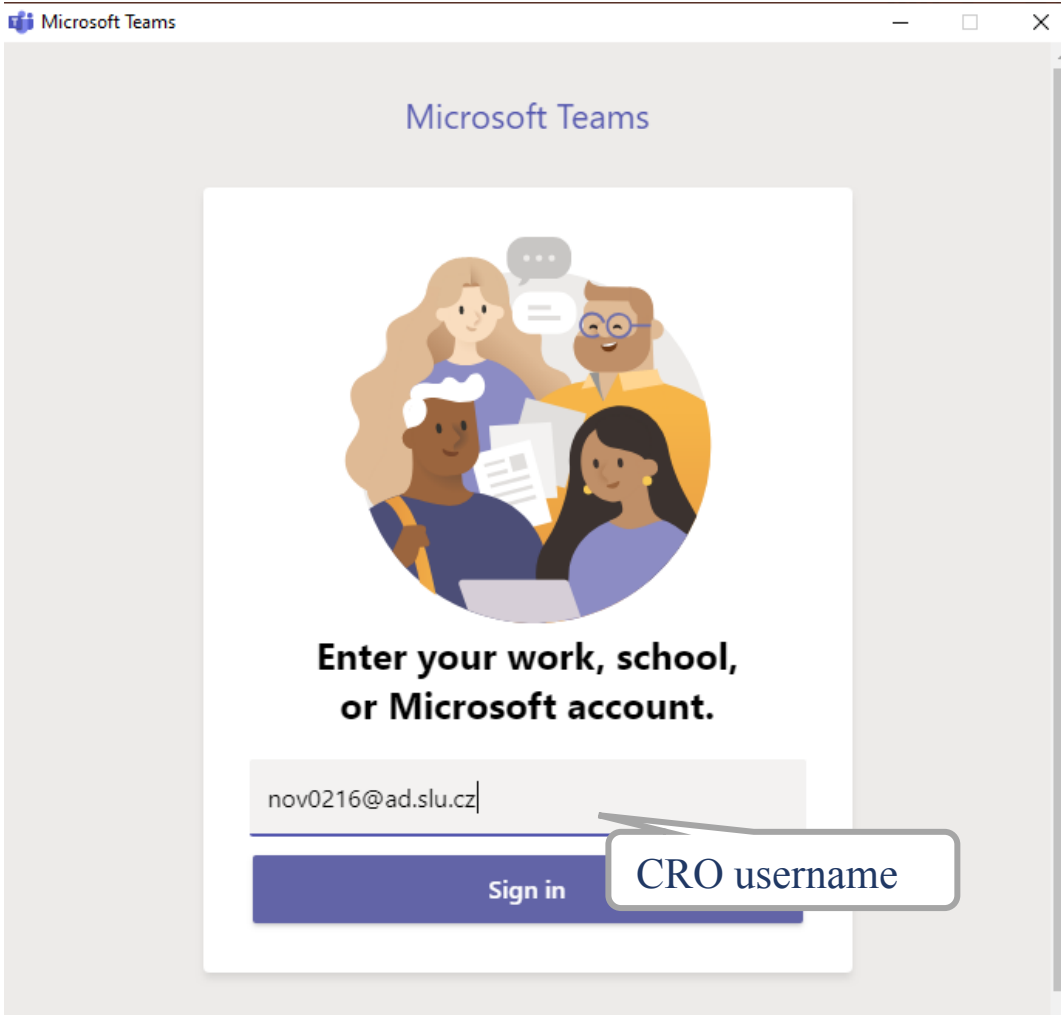 Microsoft Teams
Microsoft Teams
Enter your work, school,
or Microsoft account.
nov0216@ad.slu.cz
CRO username
Sign in